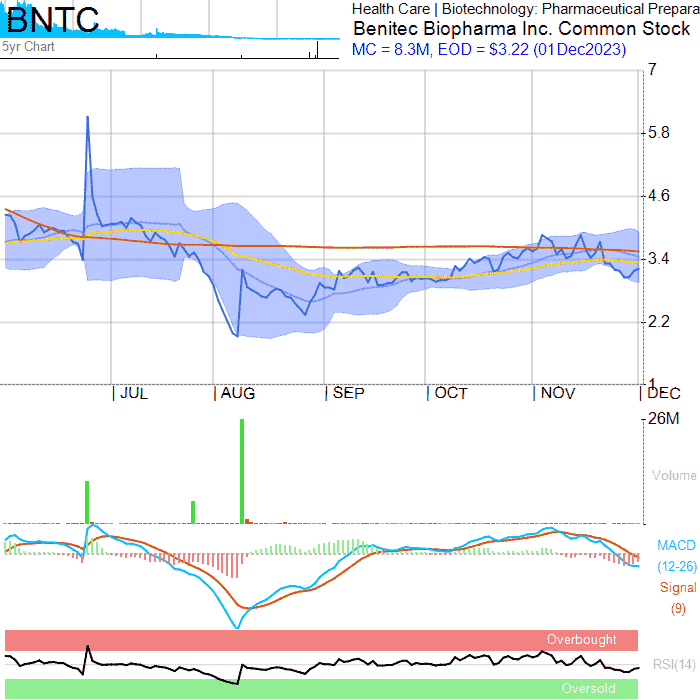 BNTC
5yr Chart
Health Care | Biotechnology: Pharmaceutical Prepara
Benitec Biopharma Inc. Common Stock
MC = 8.3M, EOD = $3.22 (01Dec2023)
7
5.8
4.6
3.4
2.2
1
JUL
AUG
SEP
OCT
NOV
DEC
26M
Volume
MACD
(12-26)
Signal
(9)
Overbought
RSI(14)
Oversold